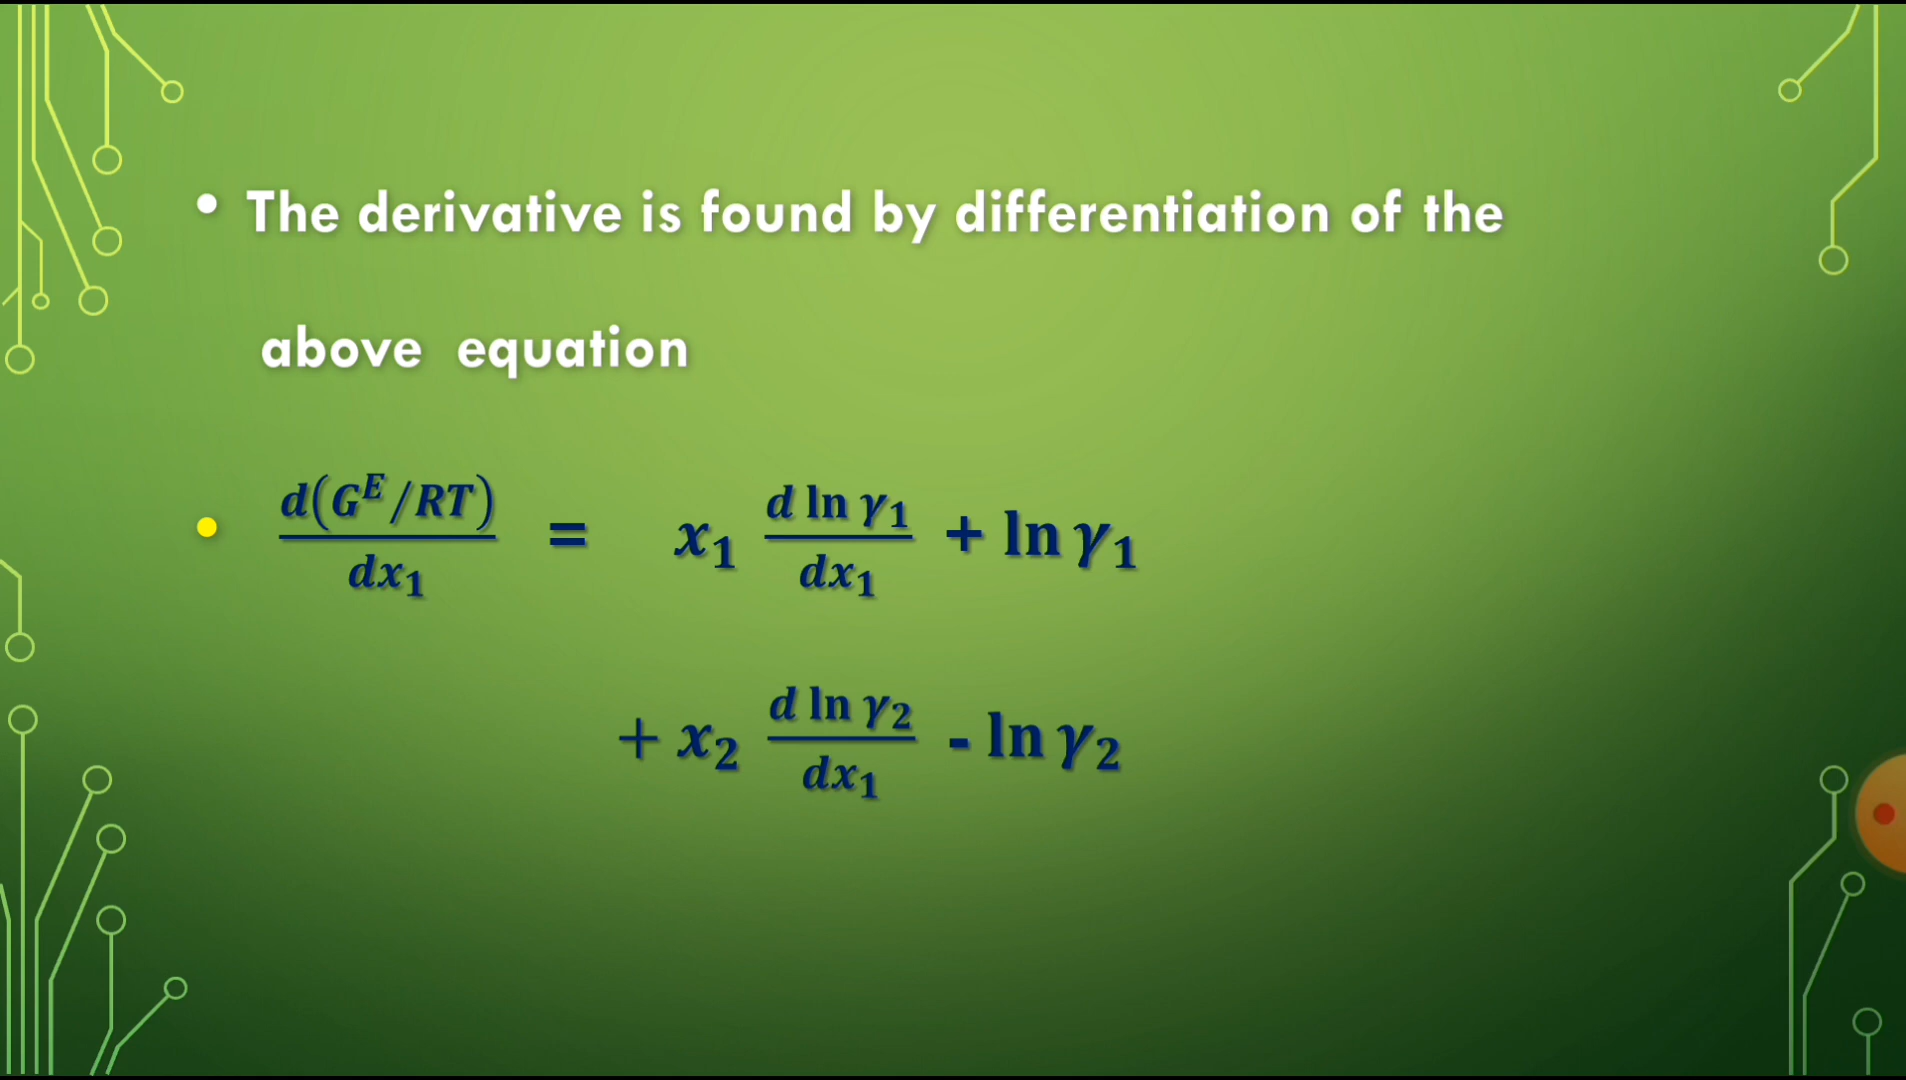 • The derivative is found by differentiation of the
above equation
• d(G^E/RT)/dx₁ = x₁ d ln γ₁/dx₁ + ln γ₁
+ x₂ d ln γ₂/dx₁ - ln γ₂